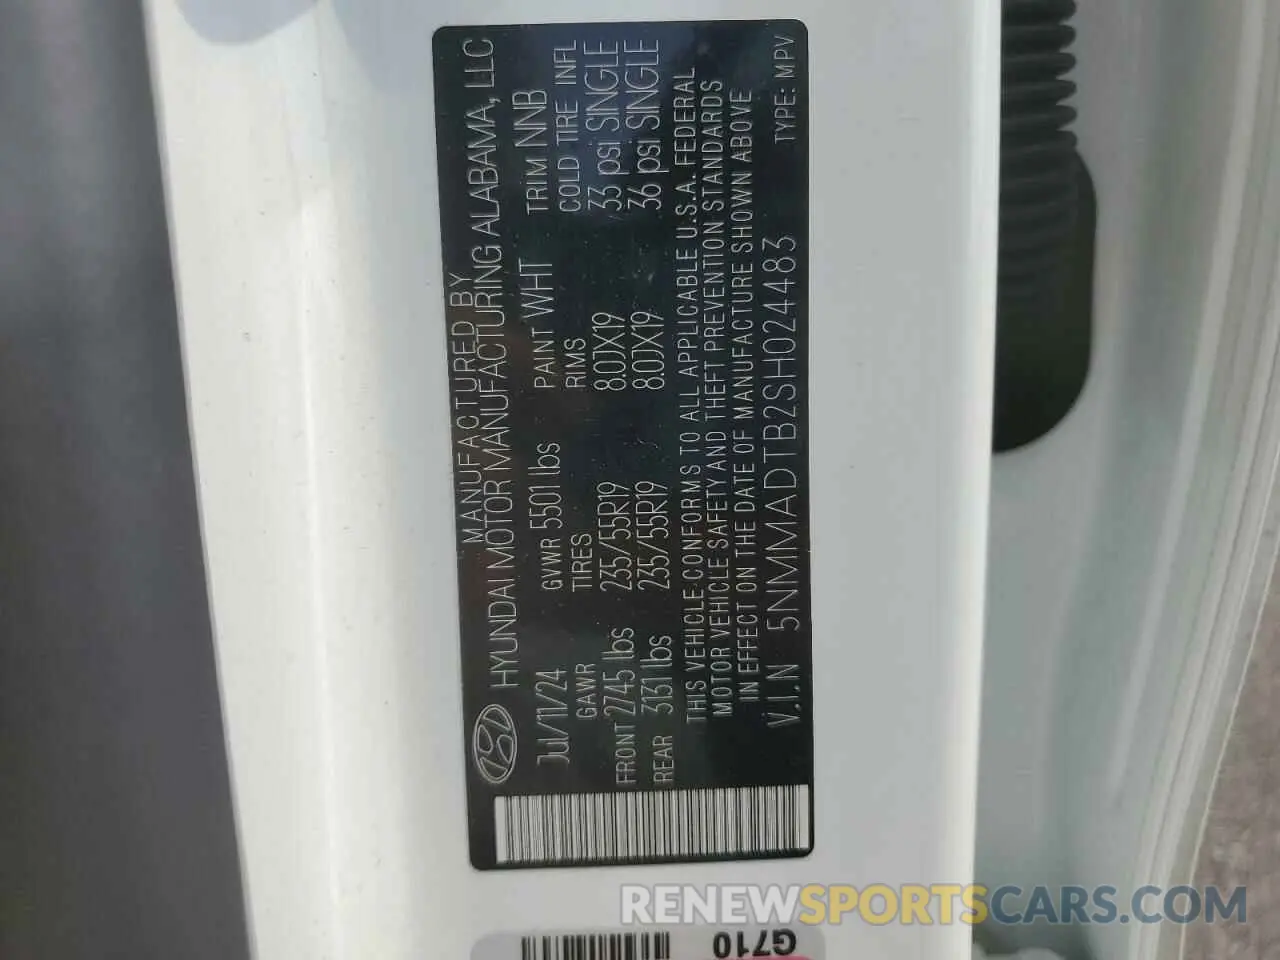 MANUFACTURED BY
HYUNDAI MOTOR MANUFACTURING ALABAMA, LLC
Jul/11/24 GVWR 5501 lbs PAINT WHT TRIM NNB
GAWR TIRES RIMS COLD TIRE INFL
FRONT 2745 lbs 235/55R19 8.0JX19 33 psi SINGLE
REAR 3131 lbs 235/55R19 8.0JX19 36 psi SINGLE
THIS VEHICLE CONFORMS TO ALL APPLICABLE U.S.A. FEDERAL
MOTOR VEHICLE SAFETY AND THEFT PREVENTION STANDARDS
IN EFFECT ON THE DATE OF MANUFACTURE SHOWN ABOVE
V.I.N 5NMMADTB2SH024483 TYPE: MPV
RENEWSPORTSCARS.COM
G710